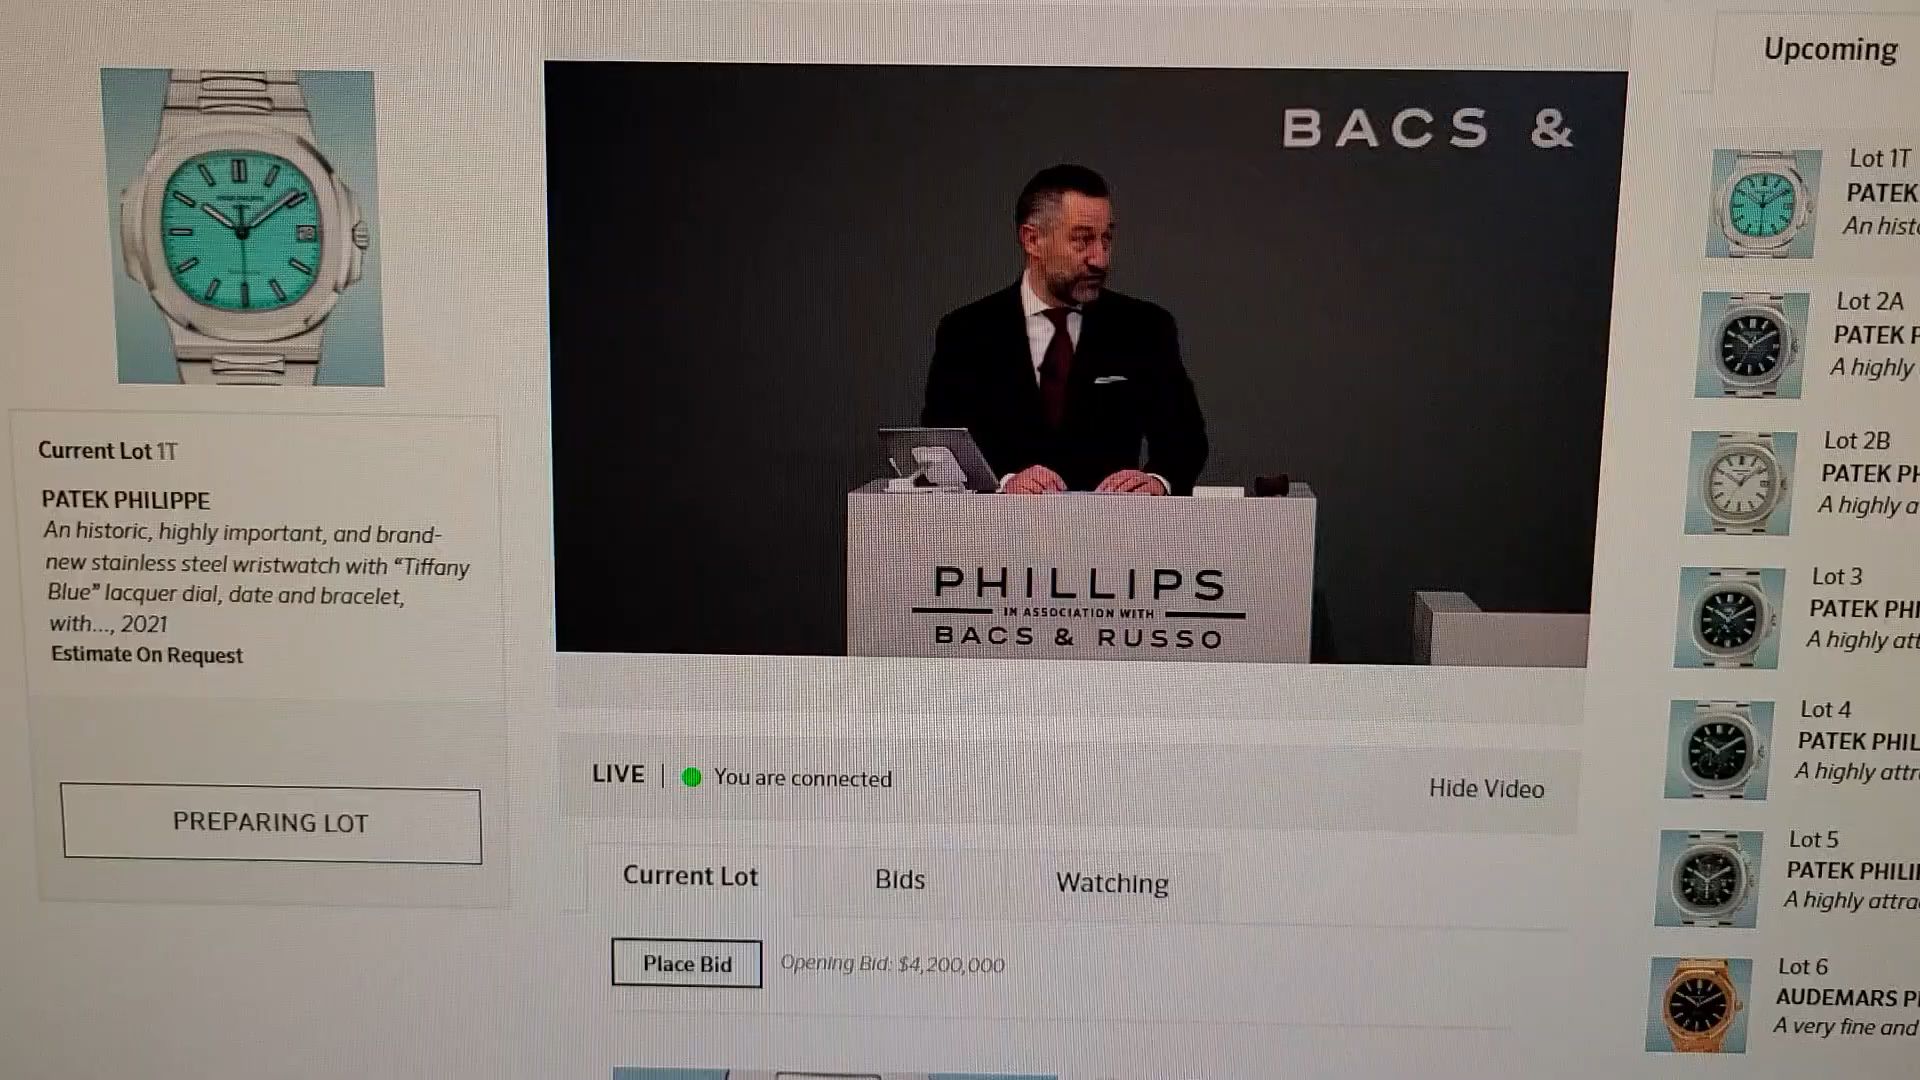 BACS &
PHILLIPS
IN ASSOCIATION WITH
BACS & RUSSO
Current Lot 1T
PATEK PHILIPPE
An historic, highly important, and brand-
new stainless steel wristwatch with “Tiffany
Blue” lacquer dial, date and bracelet,
with..., 2021
Estimate On Request
PREPARING LOT
LIVE | You are connected
Hide Video
Current Lot
Bids
Watching
Place Bid
Opening Bid: $4,200,000
Upcoming
Lot 1T
PATEK
An histo
Lot 2A
PATEK P
A highly
Lot 2B
PATEK PH
A highly a
Lot 3
PATEK PHI
A highly att
Lot 4
PATEK PHIL
A highly attr
Lot 5
PATEK PHILI
A highly attra
Lot 6
AUDEMARS PI
A very fine and